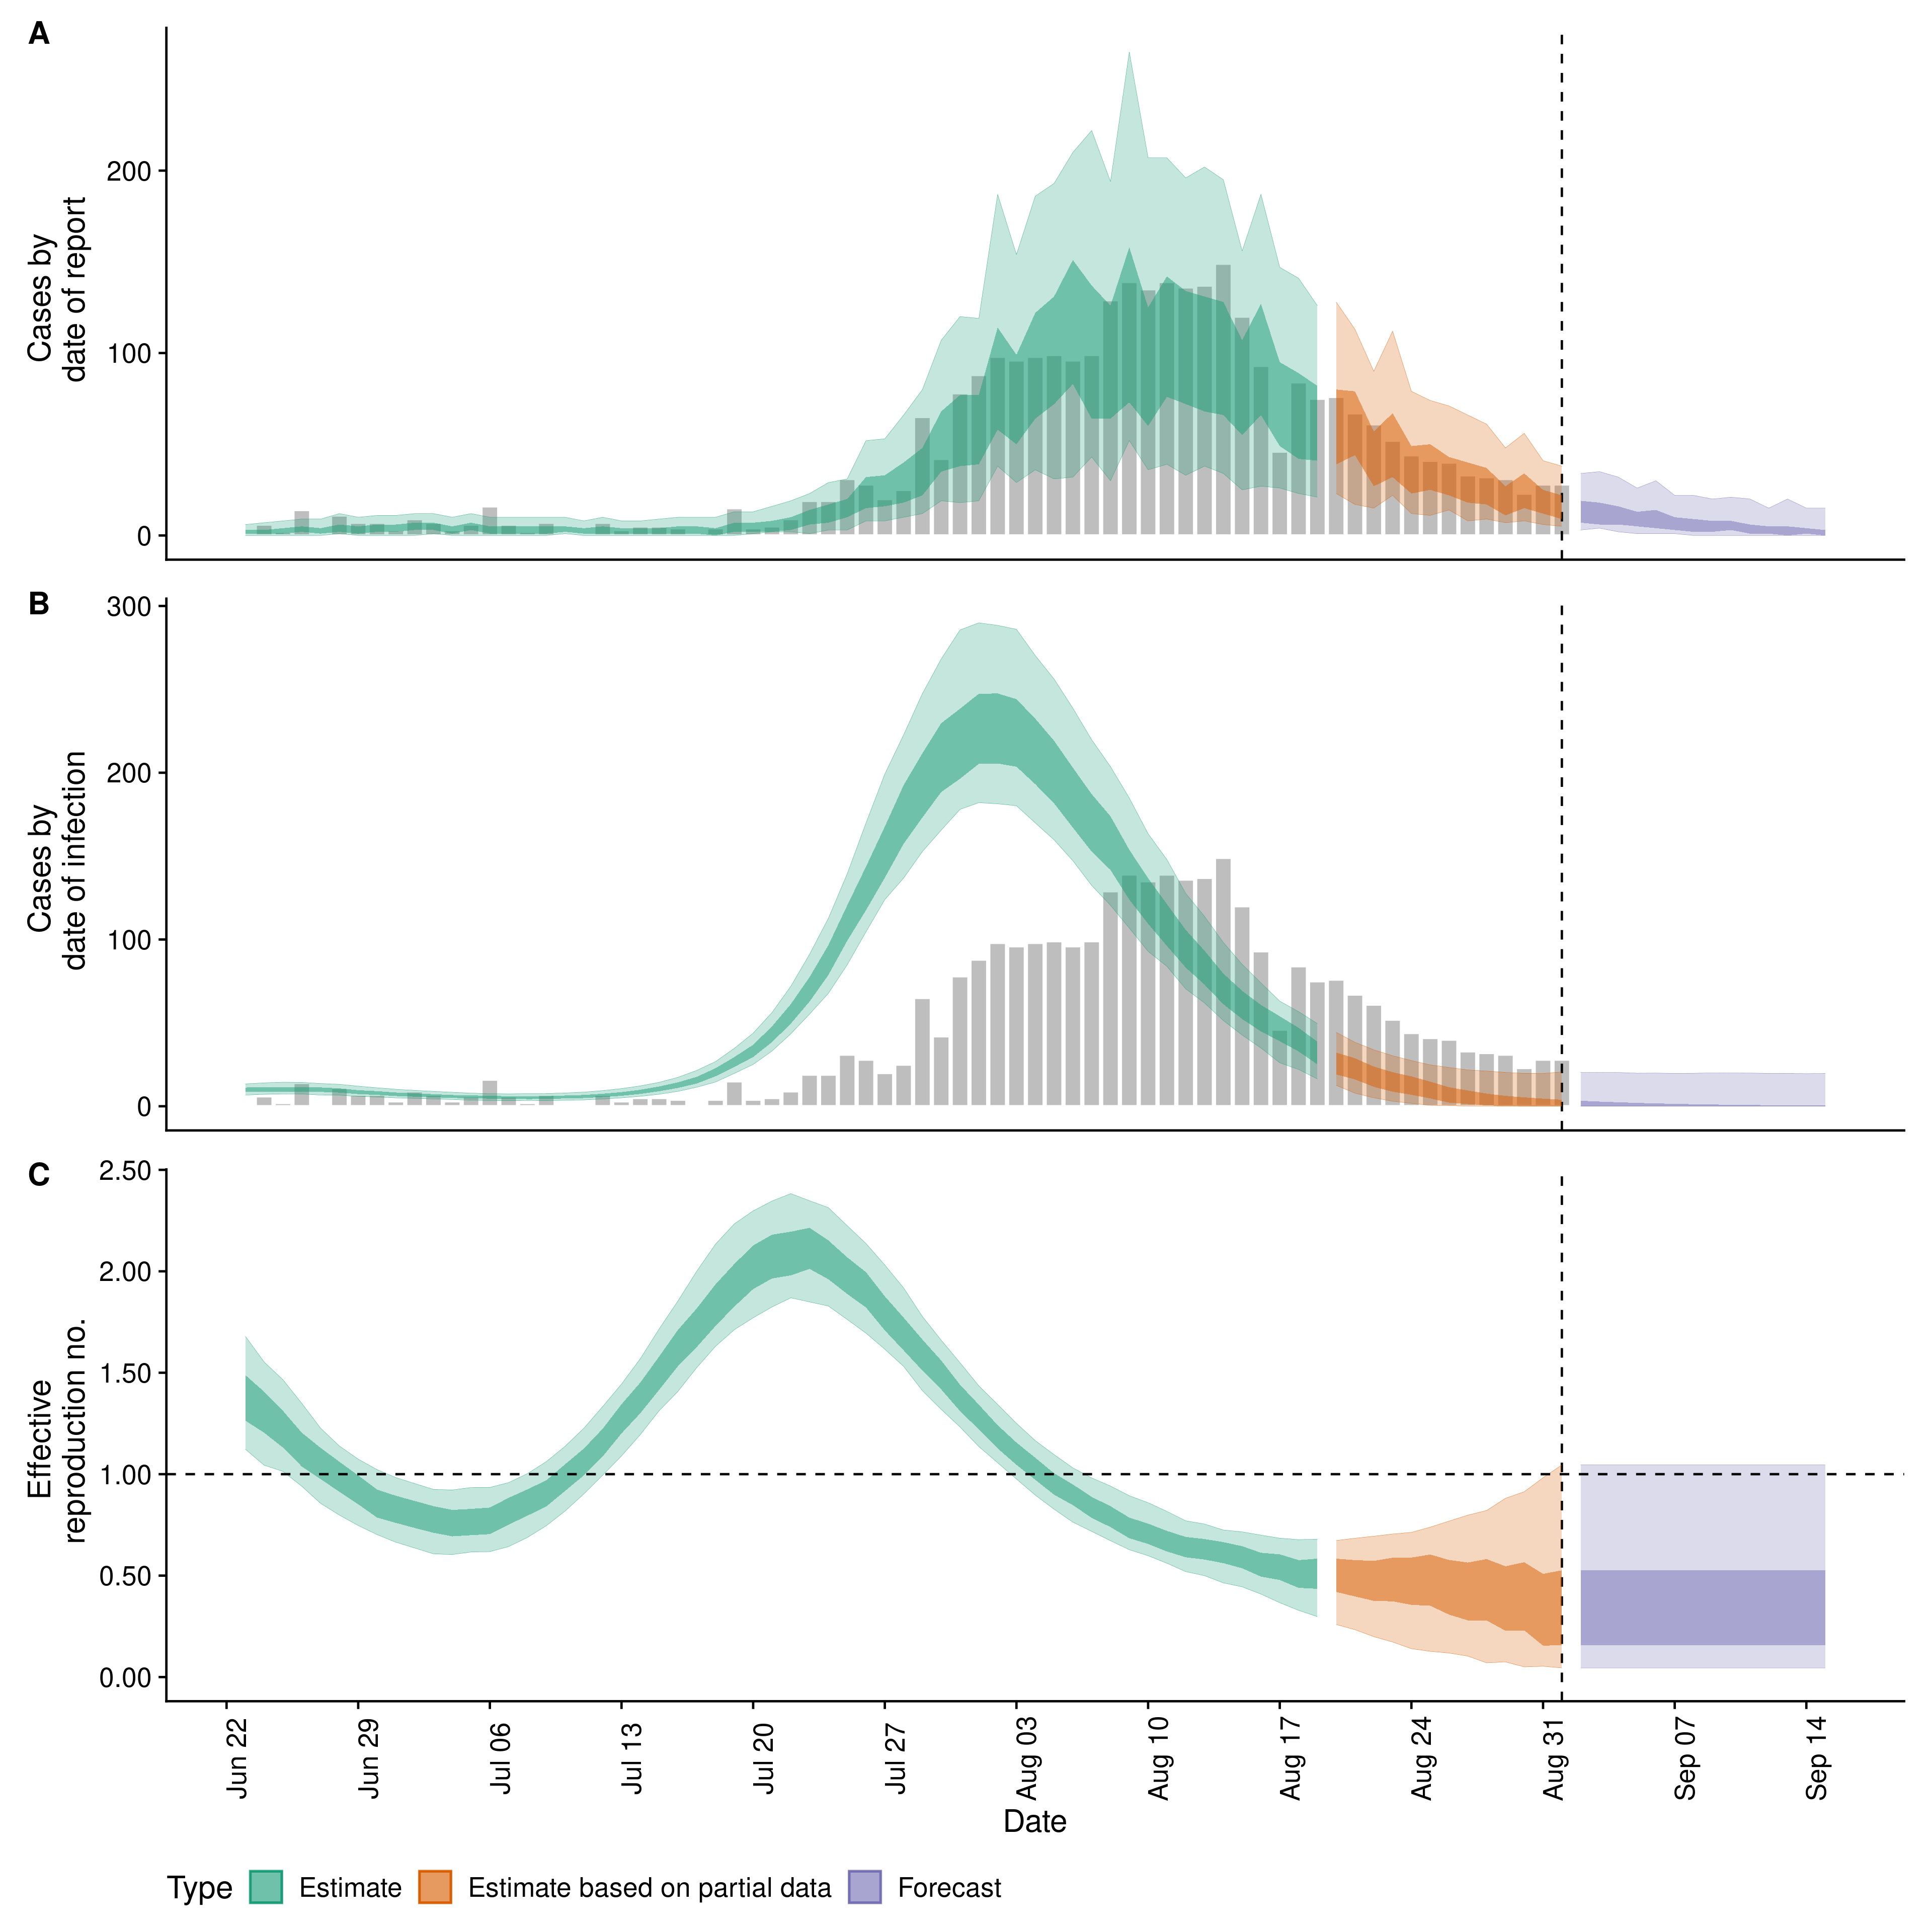 A
Cases by
date of report
200
100
0
B
Cases by
date of infection
300
200
100
0
C
Effective
reproduction no.
2.50
2.00
1.50
1.00
0.50
0.00
Jun 22
Jun 29
Jul 06
Jul 13
Jul 20
Jul 27
Aug 03
Aug 10
Aug 17
Aug 24
Aug 31
Sep 07
Sep 14
Date
Type Estimate Estimate based on partial data Forecast